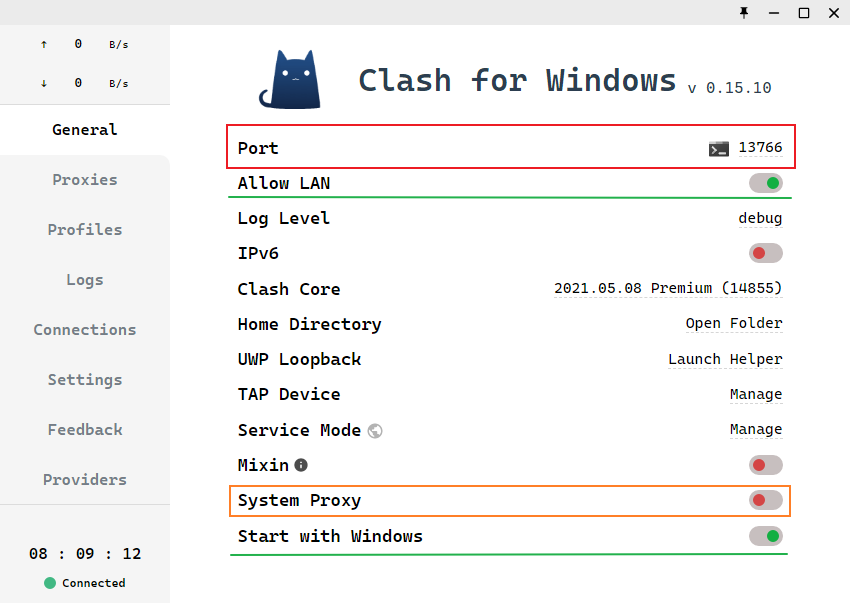 ↑ 0 B/s
↓ 0 B/s
General
Proxies
Profiles
Logs
Connections
Settings
Feedback
Providers
08 : 09 : 12
Connected
Clash for Windows v 0.15.10
Port 13766
Allow LAN
Log Level debug
IPv6
Clash Core 2021.05.08 Premium (14855)
Home Directory Open Folder
UWP Loopback Launch Helper
TAP Device Manage
Service Mode Manage
Mixin
System Proxy
Start with Windows